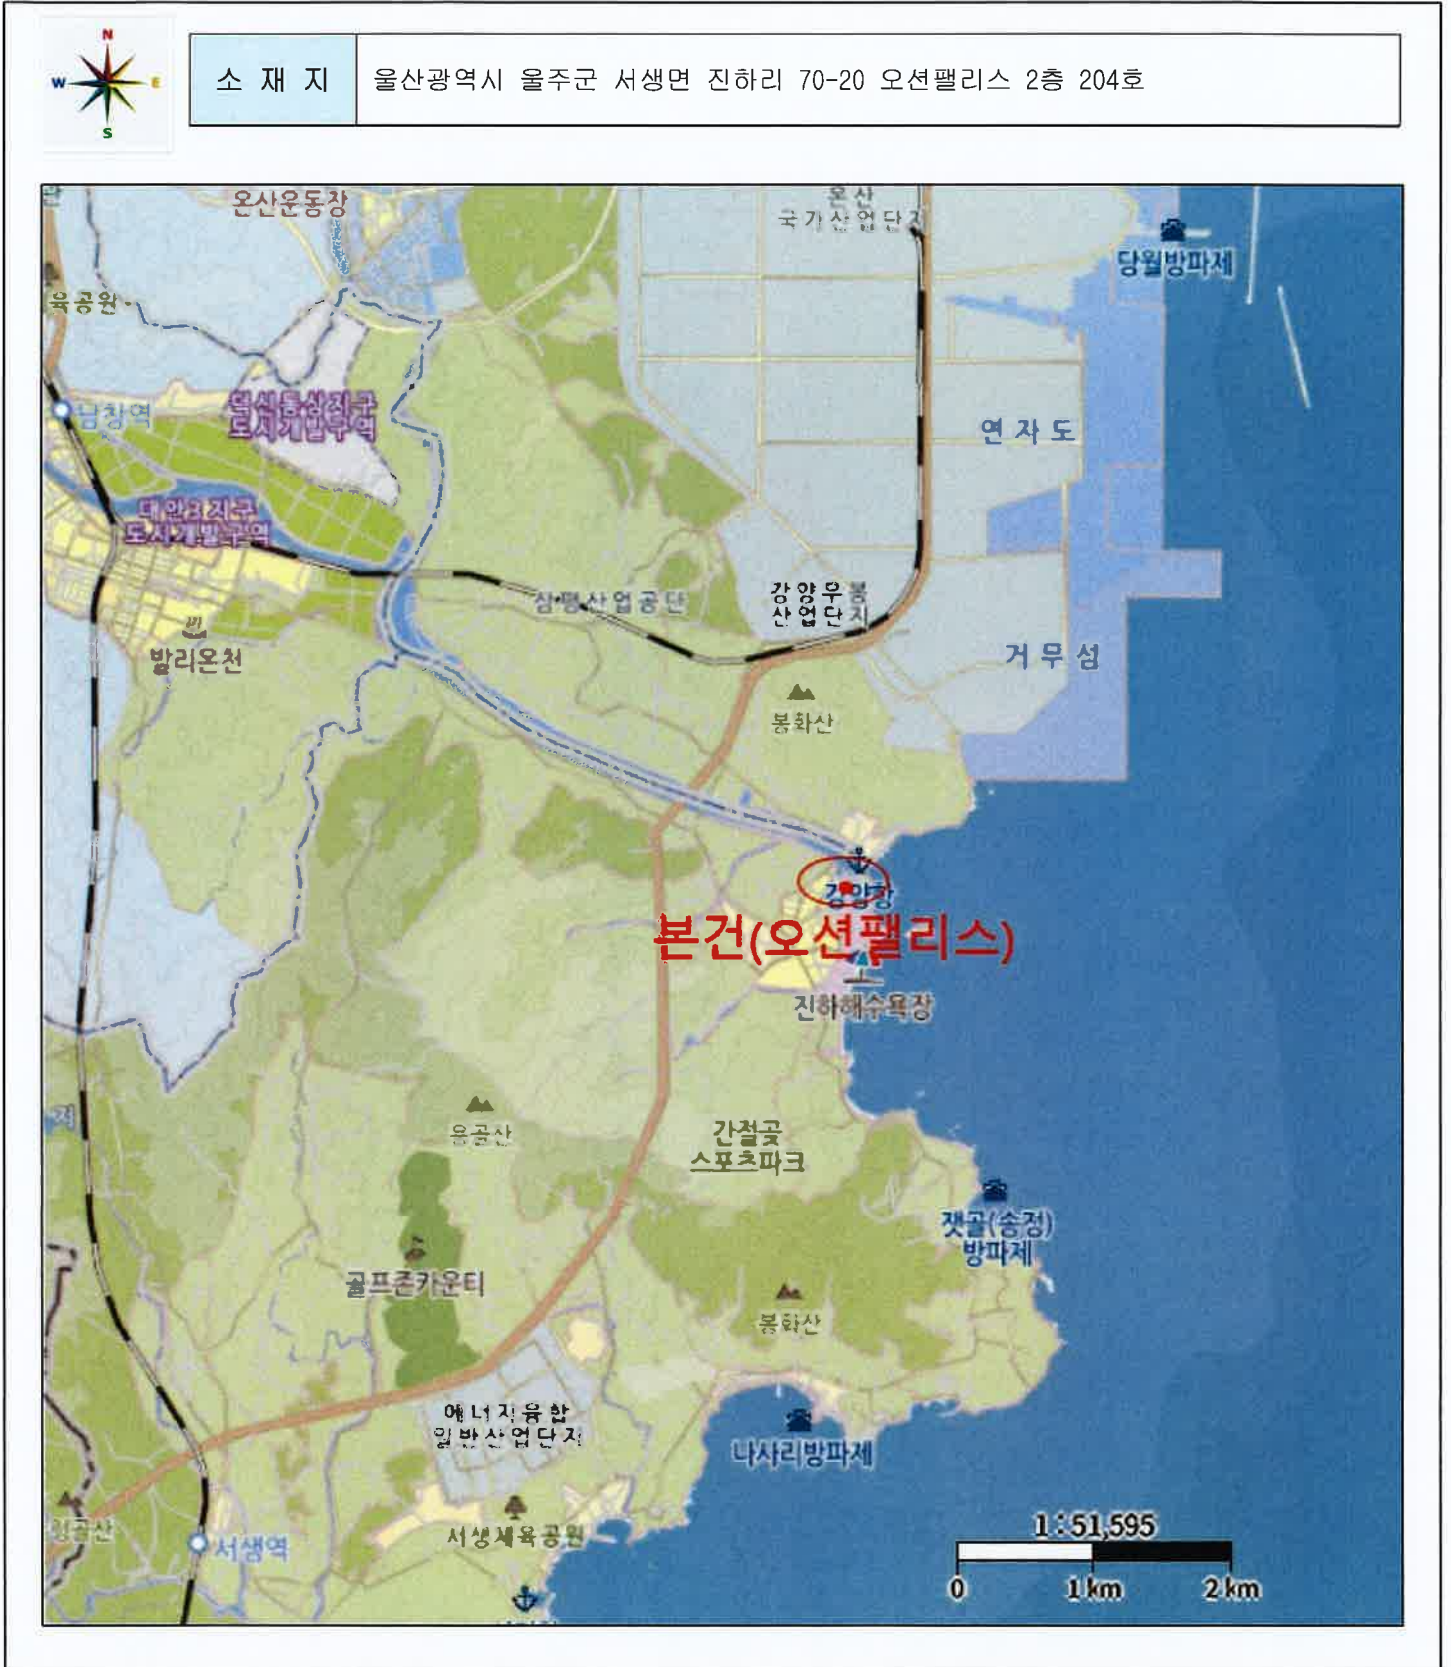 N
W E
S
소 재 지
울산광역시 울주군 서생면 진하리 70-20 오션팰리스 2층 204호
온산운동장
온산
국가산업단지
당월방파제
육공원
남창역
덕신동상지구
도시개발구역
연자도
대안3지구
도시개발구역
삼평산업공단
강양우봉
산업단지
발리온천
거무섬
봉화산
강양항
본건(오션팰리스)
진하해수욕장
용골산
간절곶
스포츠파크
잿골(송정)
방파제
골프존카운티
봉화산
에너지융합
일반산업단지
나사리방파제
서생체육공원
서생역
1:51,595
0 1km 2km